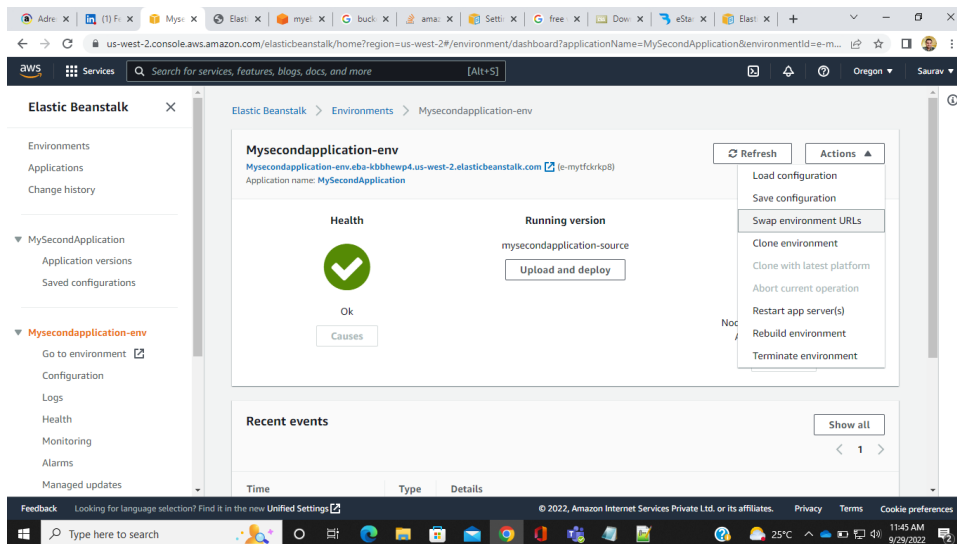 Adre
(1) Fe
Myse
Elast
myel
G buck
amaz
Setti
G free
Dow
eSta
Elast
us-west-2.console.aws.amazon.com/elasticbeanstalk/home?region=us-west-2#/environment/dashboard?applicationName=MySecondApplication&environmentId=e-m...
aws
Services
Search for services, features, blogs, docs, and more
[Alt+S]
Oregon
Saurav
Elastic Beanstalk
Environments
Applications
Change history
MySecondApplication
Application versions
Saved configurations
Mysecondapplication-env
Go to environment
Configuration
Logs
Health
Monitoring
Alarms
Managed updates
Elastic Beanstalk > Environments > Mysecondapplication-env
Mysecondapplication-env
Mysecondapplication-env.eba-kbbhewp4.us-west-2.elasticbeanstalk.com (e-mytfckrkp8)
Application name: MySecondApplication
Refresh
Actions
Load configuration
Save configuration
Swap environment URLs
Clone environment
Clone with latest platform
Abort current operation
Restart app server(s)
Rebuild environment
Terminate environment
Health
Ok
Causes
Running version
mysecondapplication-source
Upload and deploy
Recent events
Show all
1
Time Type Details
Feedback Looking for language selection? Find it in the new Unified Settings
© 2022, Amazon Internet Services Private Ltd. or its affiliates. Privacy Terms Cookie preferences
Type here to search
25°C
11:45 AM
9/29/2022